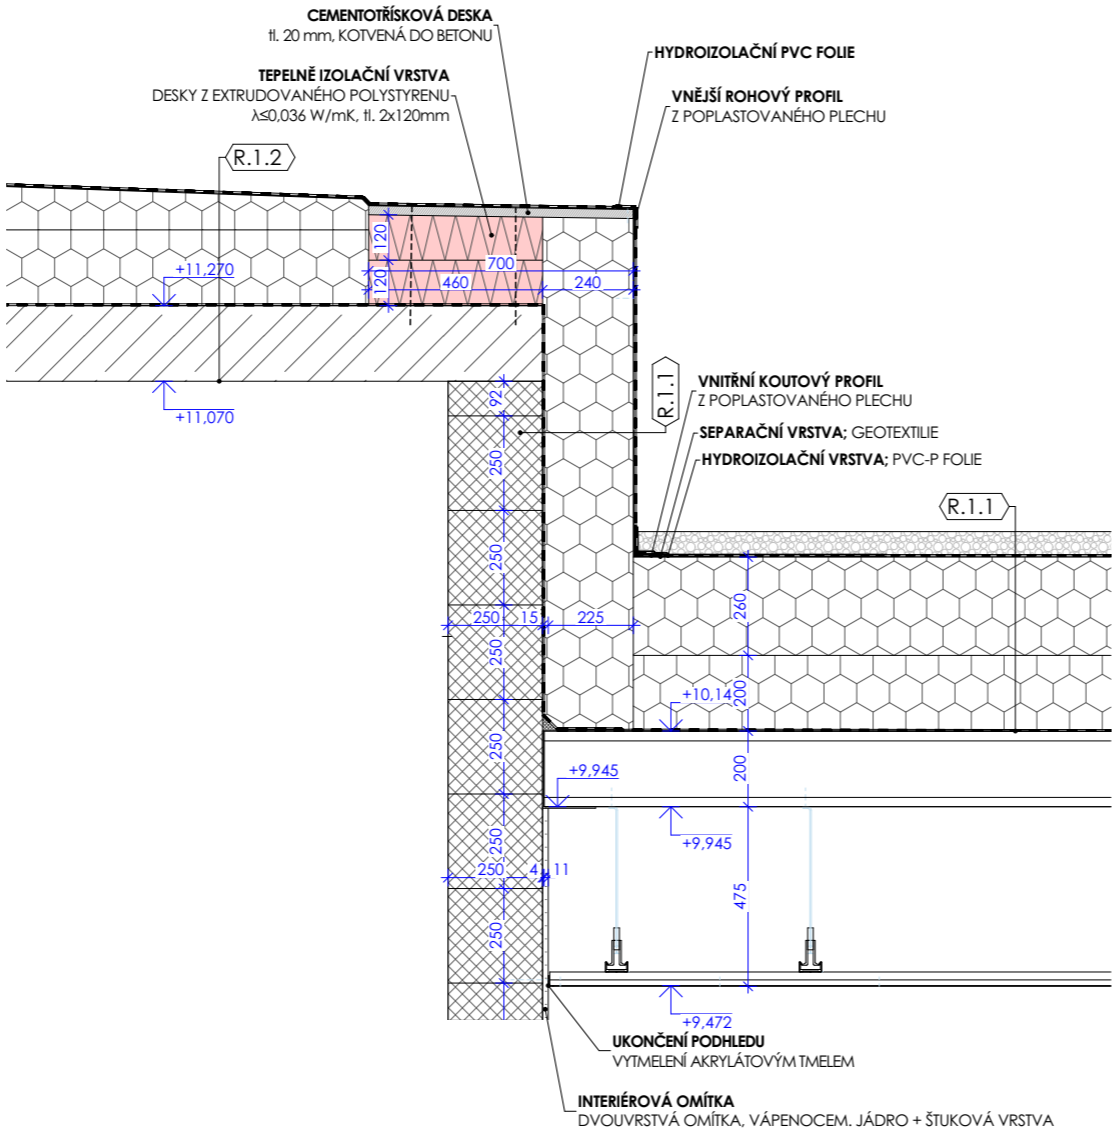 CEMENTOTŘÍSKOVÁ DESKA
tl. 20 mm, KOTVENÁ DO BETONU
HYDROIZOLAČNÍ PVC FOLIE
TEPELNĚ IZOLAČNÍ VRSTVA
DESKY Z EXTRUDOVANÉHO POLYSTYRENU
λ≤0,036 W/mK, tl. 2x120mm
VNĚJŠÍ ROHOVÝ PROFIL
Z POPLASTOVANÉHO PLECHU
R.1.2
120
700
+11,270
120
460
240
+11,070
92
R.1.1
VNITŘNÍ KOUTOVÝ PROFIL
Z POPLASTOVANÉHO PLECHU
SEPARAČNÍ VRSTVA; GEOTEXTILIE
HYDROIZOLAČNÍ VRSTVA; PVC-P FOLIE
250
R.1.1
250
260
250
15
225
250
+10,14
200
250
+9,945
200
+9,945
250
250
4
11
475
250
+9,472
UKONČENÍ PODHLEDU
VYTMELENÍ AKRYLÁTOVÝM TMELEM
INTERIÉROVÁ OMÍTKA
DVOUVRSTVÁ OMÍTKA, VÁPENOCEM. JÁDRO + ŠTUKOVÁ VRSTVA